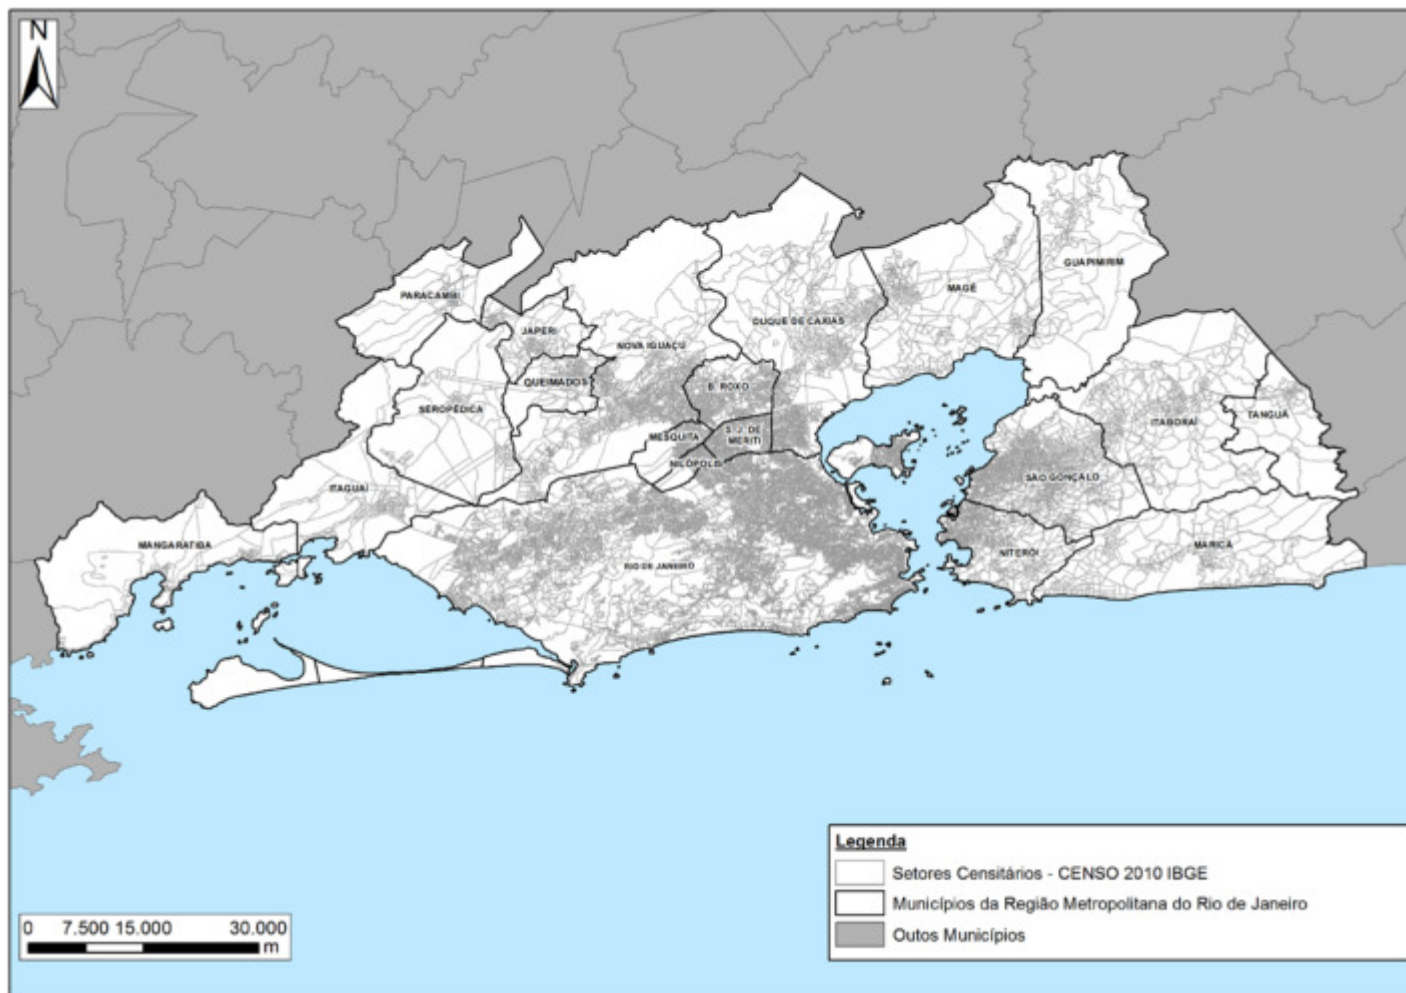 N
GUAPIMIRIM
MAGÉ
PARACAMBI
DUQUE DE CAXIAS
JAPERI
NOVA IGUAÇU
QUEIMADOS
B. ROXO
SEROPÉDICA
TANGUÁ
ITABORAÍ
MESQUITA
S. J. DE
MERITI
NILÓPOLIS
SÃO GONÇALO
ITAGUAÍ
MANGARATIBA
NITERÓI
MARICÁ
RIO DE JANEIRO
Legenda
Setores Censitários - CENSO 2010 IBGE
Municípios da Região Metropolitana do Rio de Janeiro
Outos Municípios
0 7.500 15.000 30.000
m